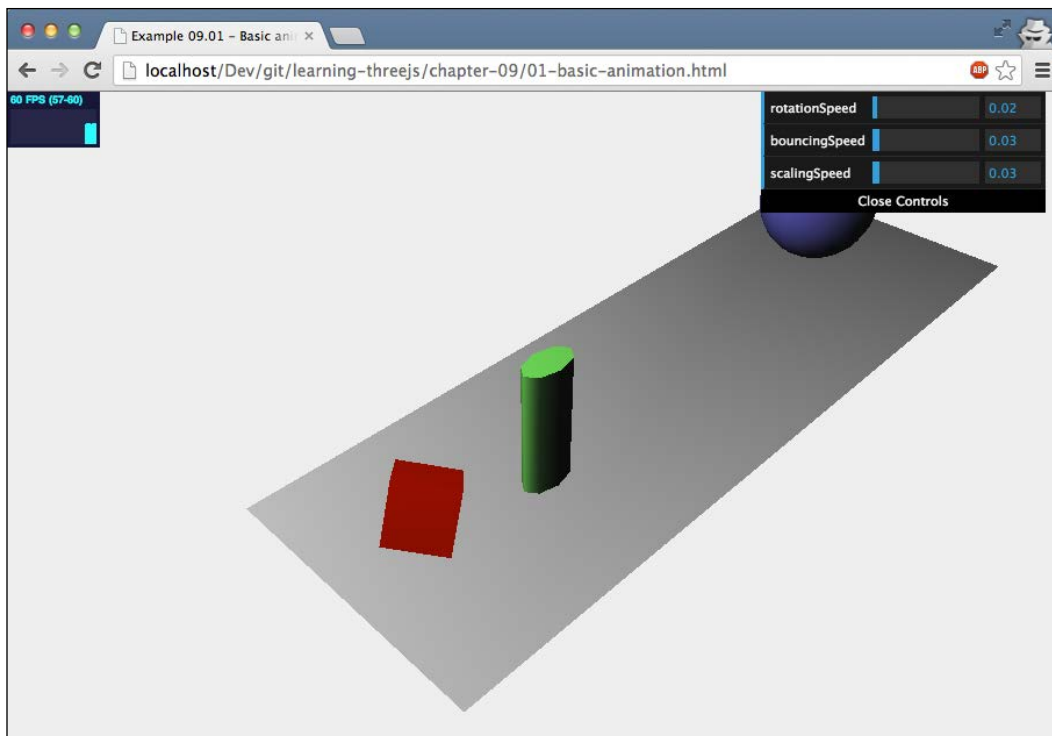 Example 09.01 – Basic ani
localhost/Dev/git/learning-threejs/chapter-09/01-basic-animation.html
ABP
60 FPS (57-60)
rotationSpeed 0.02
bouncingSpeed 0.03
scalingSpeed 0.03
Close Controls